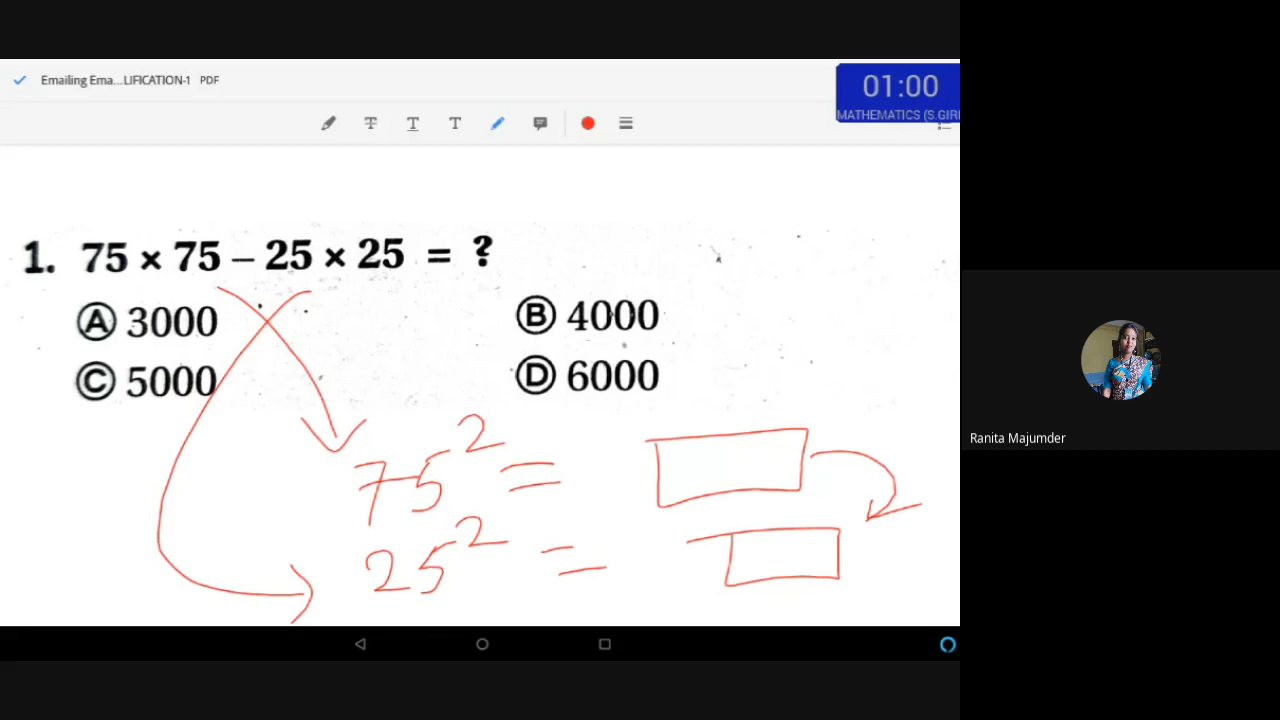 Emailing Ema...LIFICATION-1 PDF
01:00
MATHEMATICS (S.GIRI
T T T
1. 75 × 75 – 25 × 25 = ?
Ⓐ 3000
Ⓑ 4000
Ⓒ 5000
Ⓓ 6000
75² =
25² =
Ranita Majumder